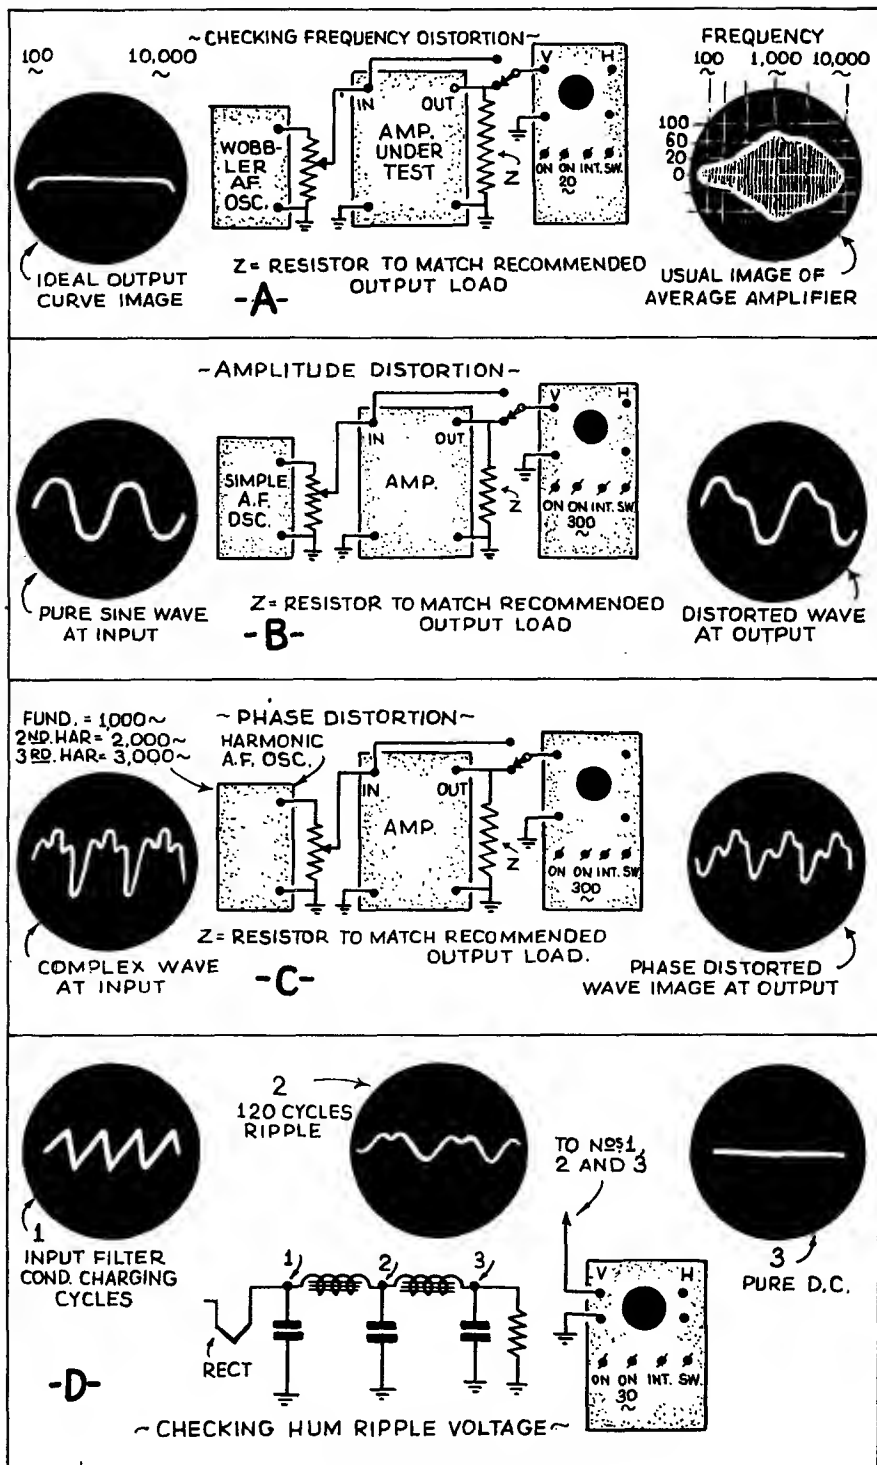 ~CHECKING FREQUENCY DISTORTION~
100 ~
10,000 ~
IDEAL OUTPUT
CURVE IMAGE
WOBB-
LER
A.F.
OSC.
IN
OUT
AMP.
UNDER
TEST
Z
V
H
ON ON INT. SW.
20
~
Z = RESISTOR TO MATCH RECOMMENDED
OUTPUT LOAD
-A-
FREQUENCY
100 ~
1,000 ~
10,000 ~
100
60
20
0
USUAL IMAGE OF
AVERAGE AMPLIFIER
~AMPLITUDE DISTORTION~
PURE SINE WAVE
AT INPUT
SIMPLE
A.F.
OSC.
IN
OUT
AMP.
Z
V
H
ON ON INT. SW.
300
~
Z = RESISTOR TO MATCH RECOMMENDED
OUTPUT LOAD
-B-
DISTORTED WAVE
AT OUTPUT
~PHASE DISTORTION~
FUND. = 1,000~
2ND. HAR = 2,000~
3RD. HAR = 3,000~
HARMONIC
A.F. OSC.
COMPLEX WAVE
AT INPUT
IN
OUT
AMP.
Z
ON ON INT. SW.
300
~
Z = RESISTOR TO MATCH RECOMMENDED
OUTPUT LOAD.
-C-
PHASE DISTORTED
WAVE IMAGE AT OUTPUT
1
INPUT FILTER
COND. CHARGING
CYCLES
2
120 CYCLES
RIPPLE
TO NOS. 1,
2 AND 3
3
PURE D.C.
1
2
3
RECT
V
H
ON ON INT. SW.
30
~
-D-
~CHECKING HUM RIPPLE VOLTAGE~